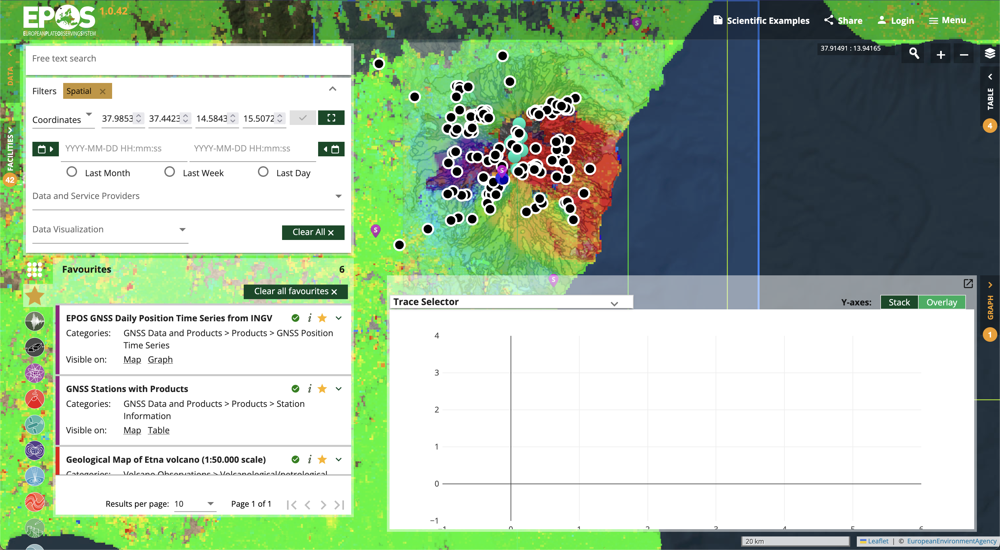 EPOS 1.0.42
EUROPEANPLATEOBSERVINGSYSTEM
Scientific Examples Share Login Menu
37.91491 : 13.94165
DATA
FACILITIES
42
Free text search
Filters Spatial
Coordinates 37.9853 37.4423 14.5843 15.5072
YYYY-MM-DD HH:mm:ss YYYY-MM-DD HH:mm:ss
Last Month Last Week Last Day
Data and Service Providers
Data Visualization Clear All
TABLE
4
S
S
S
S
Favourites 6
Clear all favourites
EPOS GNSS Daily Position Time Series from INGV
Categories: GNSS Data and Products > Products > GNSS Position
Time Series
Visible on: Map Graph
GNSS Stations with Products
Categories: GNSS Data and Products > Products > Station
Information
Visible on: Map Table
Geological Map of Etna volcano (1:50.000 scale)
Categories: Volcano Observations > Volcanological/petrological
Results per page: 10 Page 1 of 1
Trace Selector
Y-axes: Stack Overlay
GRAPH
1
4
3
2
1
0
−1
−1 0 1 2 3 4 5 6
20 km
Leaflet | © EuropeanEnvironmentAgency